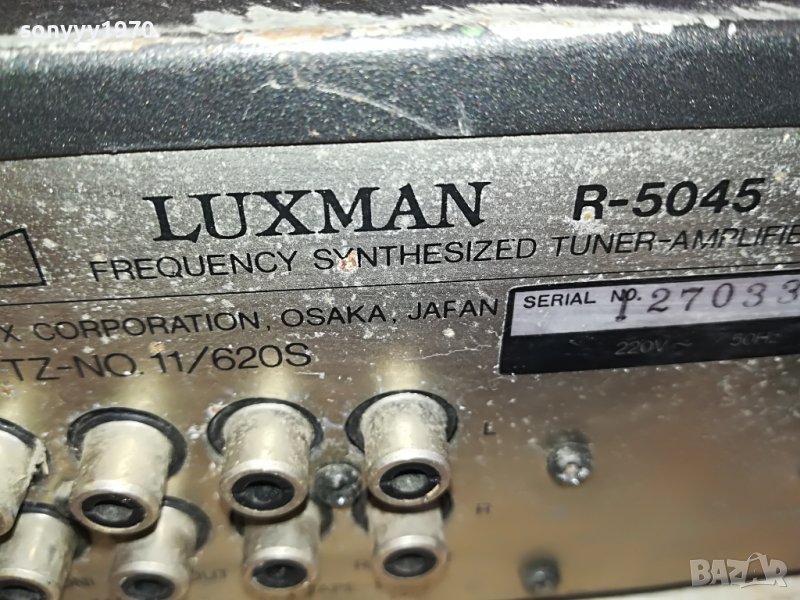 sonyyy1970
LUXMAN R-5045
FREQUENCY SYNTHESIZED TUNER-AMPLIFIE
X CORPORATION, OSAKA, JAPAN
TZ-NO. 11/620S
SERIAL NO. 127033
220V ~ 50Hz
L
R
OUT
BAZAR